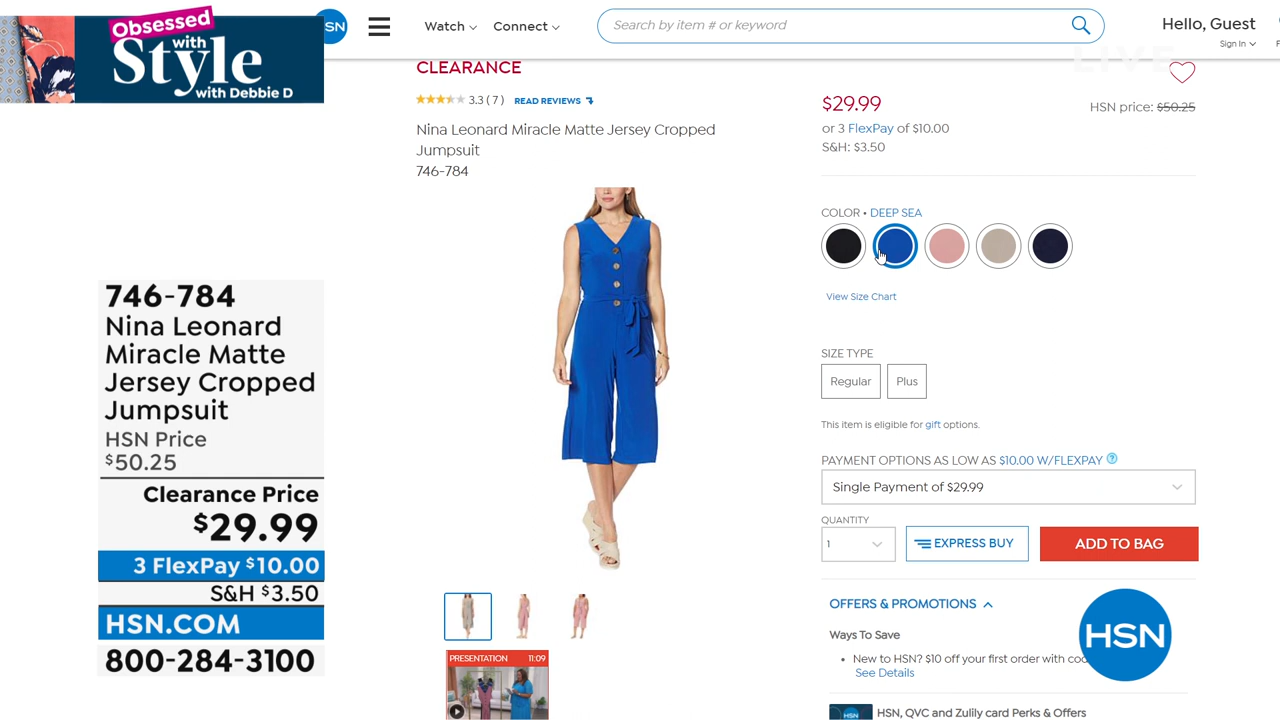 Obsessed
with
Style
with Debbie D
SN
Watch
Connect
Search by item # or keyword
Hello, Guest
Sign In
F
LIVE
CLEARANCE
3.3 ( 7 )
READ REVIEWS
Nina Leonard Miracle Matte Jersey Cropped
Jumpsuit
746-784
$29.99
HSN price: $50.25
or 3 FlexPay of $10.00
S&H: $3.50
COLOR • DEEP SEA
View Size Chart
SIZE TYPE
Regular
Plus
This item is eligible for gift options.
PAYMENT OPTIONS AS LOW AS $10.00 W/FLEXPAY ?
Single Payment of $29.99
QUANTITY
1
EXPRESS BUY
ADD TO BAG
OFFERS & PROMOTIONS
Ways To Save
• New to HSN? $10 off your first order with
See Details
HSN
HSN
HSN, QVC and Zulily card Perks & Offers
PRESENTATION 11:09
746-784
Nina Leonard
Miracle Matte
Jersey Cropped
Jumpsuit
HSN Price
$50.25
Clearance Price
$29.99
3 FlexPay $10.00
S&H $3.50
HSN.COM
800-284-3100